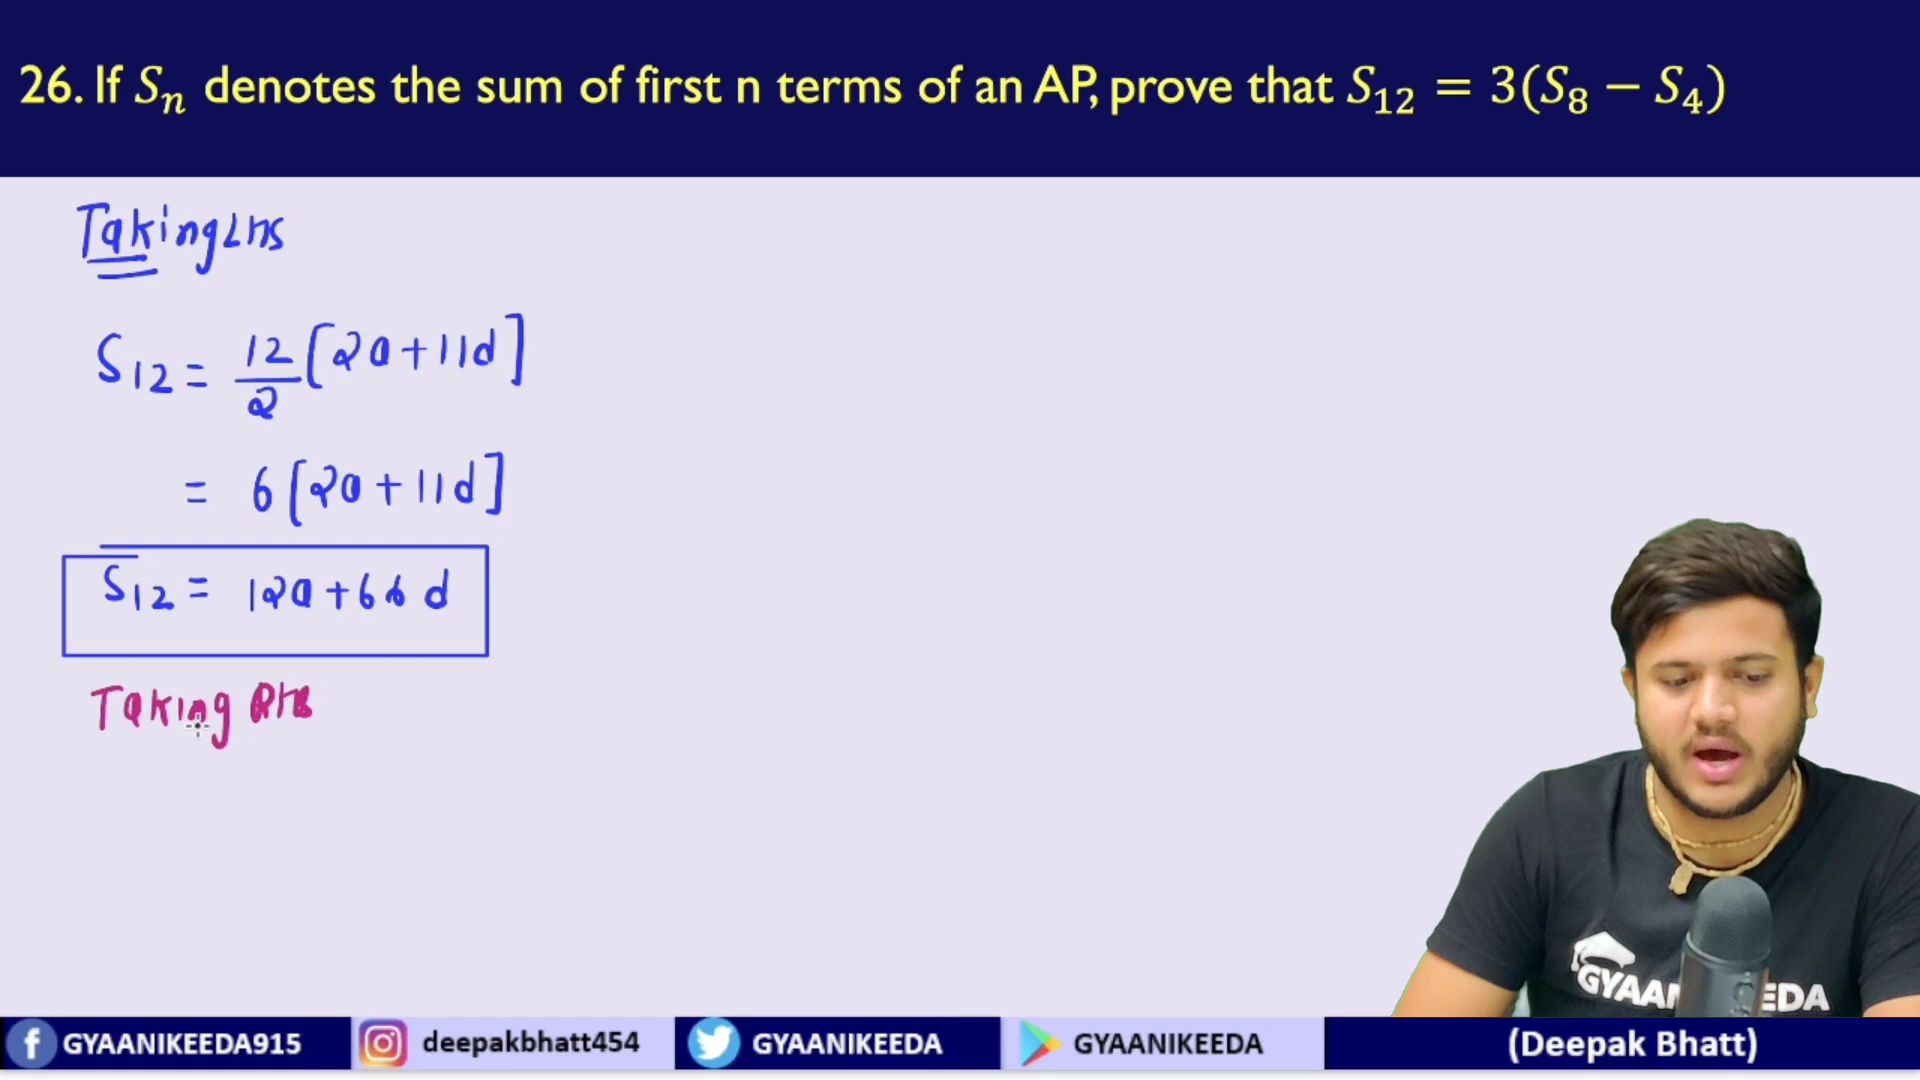 26. If Sₙ denotes the sum of first n terms of an AP, prove that S₁₂ = 3(S₈ − S₄)
Taking LHS
S₁₂ = 12/2 [2a + 11d]
= 6 [2a + 11d]
S₁₂ = 12a + 66 d
Taking RHS
GYAANIKEEDA
GYAANIKEEDA915
deepakbhatt454
GYAANIKEEDA
GYAANIKEEDA
(Deepak Bhatt)